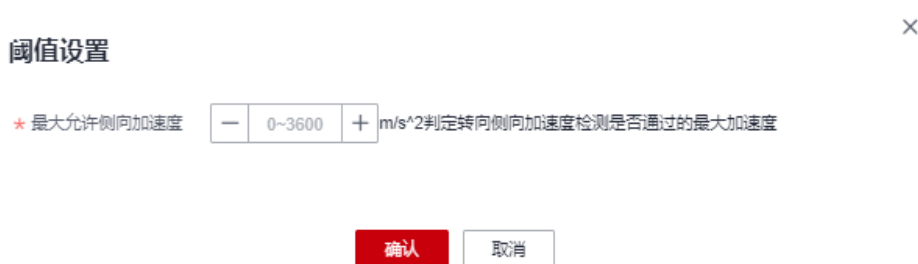 阈值设置
* 最大允许侧向加速度 — 0~3600 + m/s^2判定转向侧向加速度检测是否通过的最大加速度
确认 取消